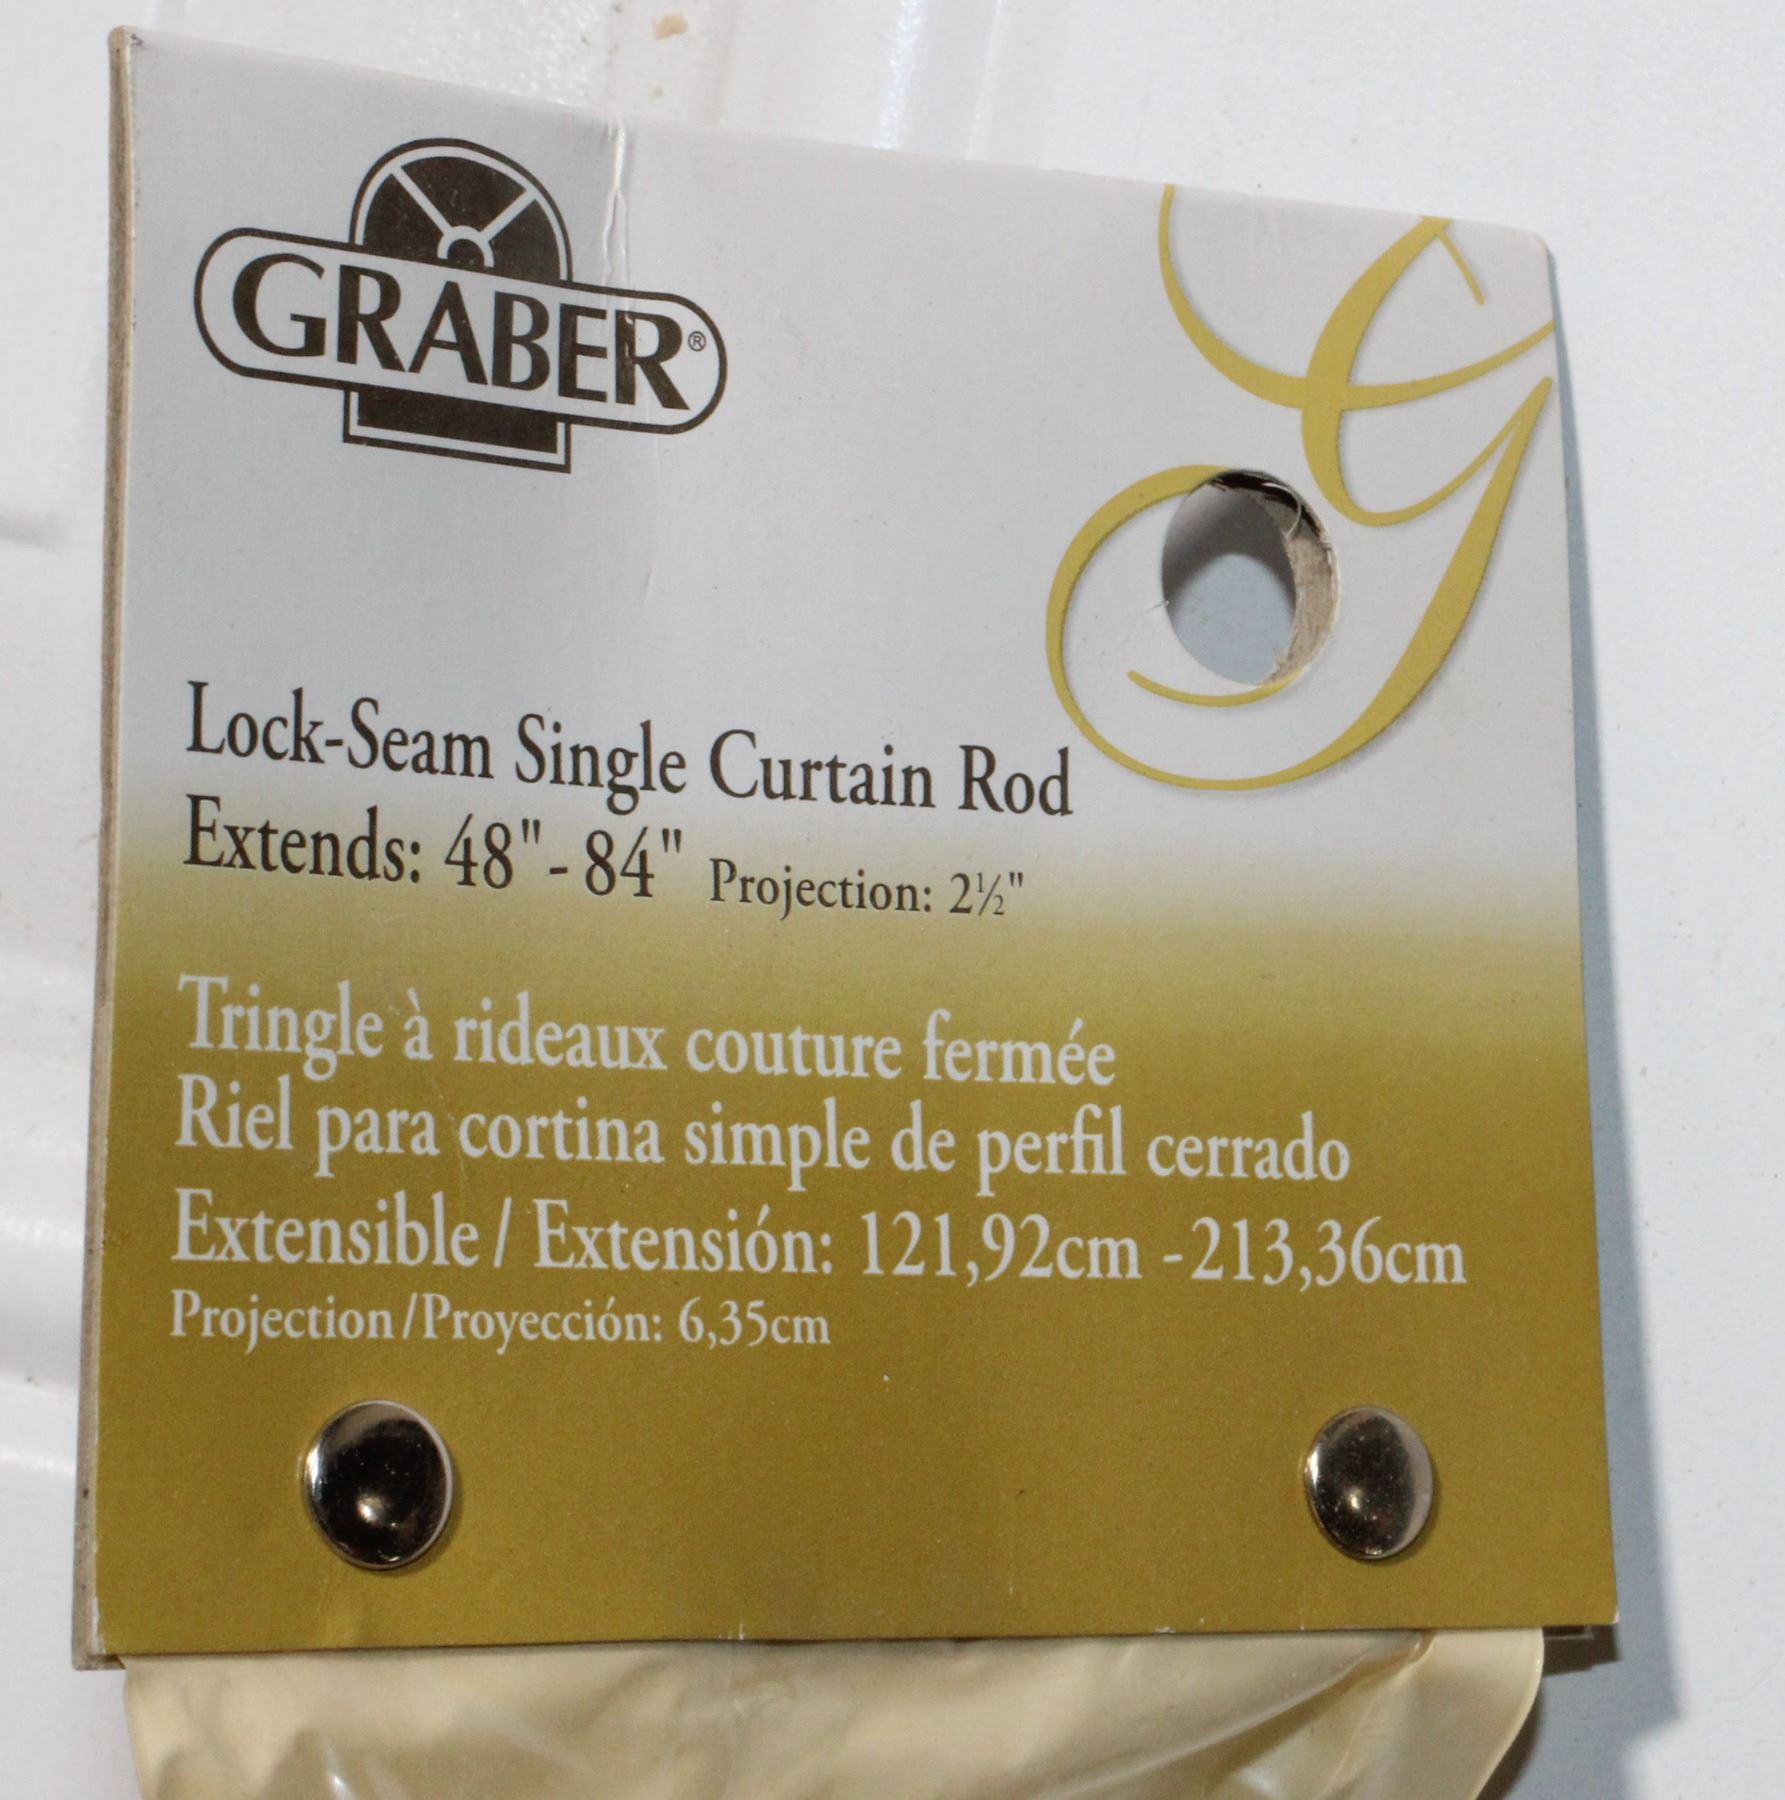 GRABER®
Lock-Seam Single Curtain Rod
Extends: 48" - 84" Projection: 2½"
Tringle à rideaux couture fermée
Riel para cortina simple de perfil cerrado
Extensible / Extensión: 121,92cm - 213,36cm
Projection / Proyección: 6,35cm